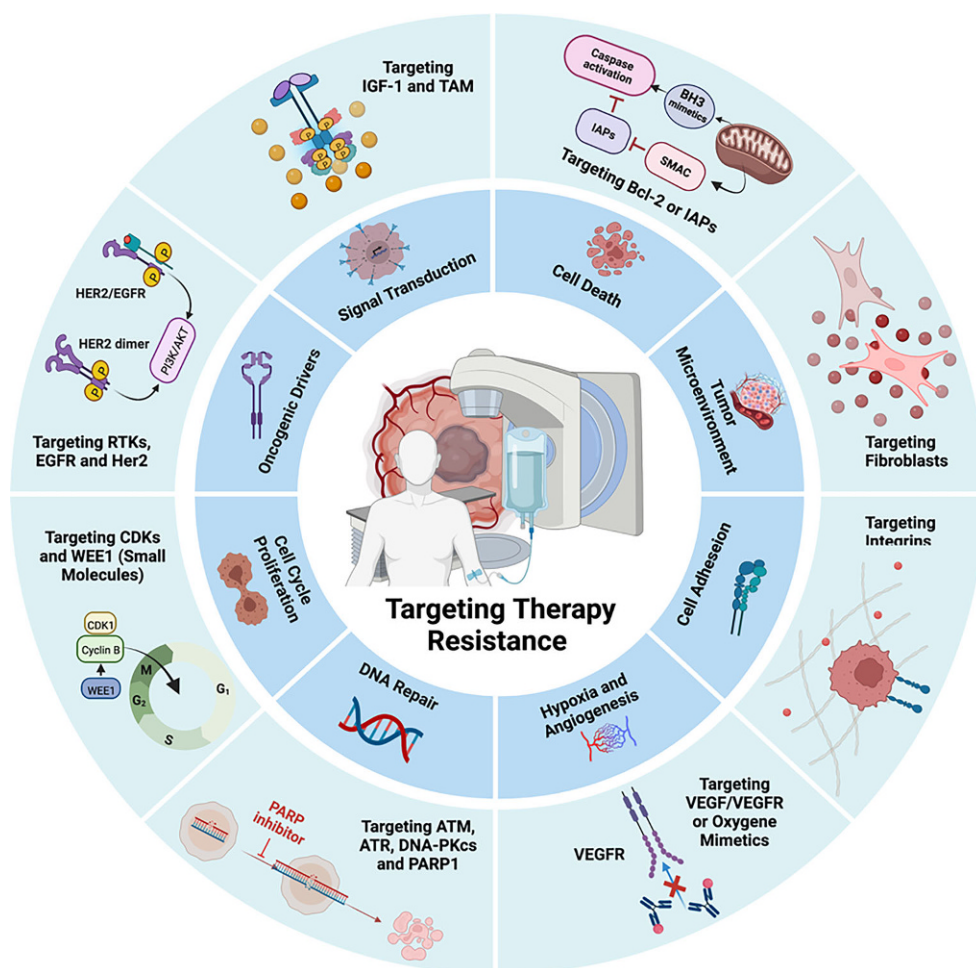 Targeting
IGF-1 and TAM
P
P
P
P
P
P
Caspase
activation
BH3
mimetics
IAPs
SMAC
Targeting Bcl-2 or IAPs
Signal Transduction
Cell Death
P
P
HER2/EGFR
HER2 dimer
P
P
PI3K/AKT
Targeting RTKs,
EGFR and Her2
Oncogenic Drivers
Tumor
Microenvironment
Targeting
Fibroblasts
Targeting CDKs
and WEE1 (Small
Molecules)
CDK1
Cyclin B
WEE1
M
G₁
G₂
S
Cell Cycle
Proliferation
Targeting Therapy
Resistance
Cell Adheseion
Targeting
Integrins
DNA Repair
Hypoxia and
Angiogenesis
PARP
inhibitor
Targeting ATM,
ATR, DNA-PKcs
and PARP1
VEGFR
Targeting
VEGF/VEGFR
or Oxygene
Mimetics